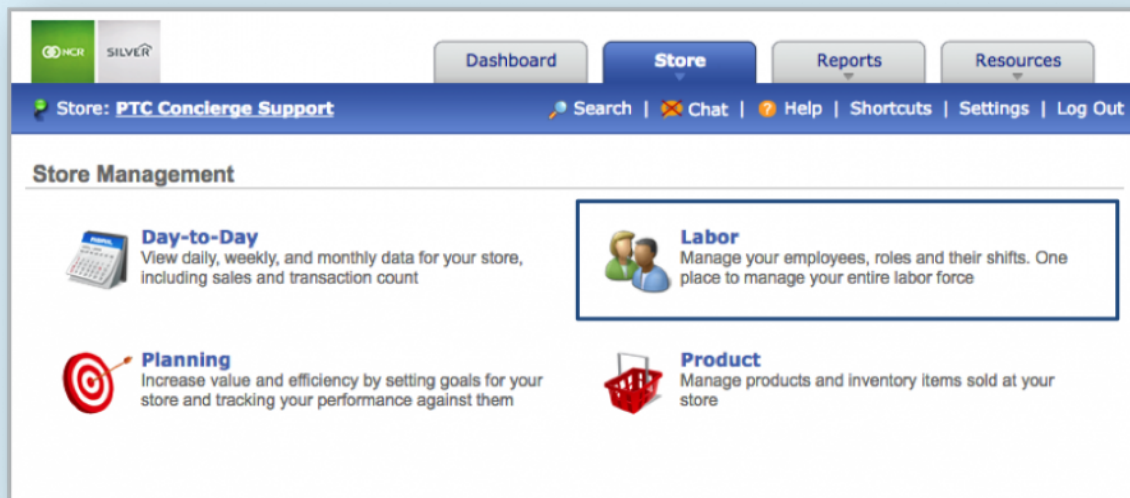 NCR SILVER
Dashboard Store Reports Resources
Store: PTC Concierge Support Search | Chat | Help | Shortcuts | Settings | Log Out
Store Management
Day-to-Day
View daily, weekly, and monthly data for your store,
including sales and transaction count
Labor
Manage your employees, roles and their shifts. One
place to manage your entire labor force
Planning
Increase value and efficiency by setting goals for your
store and tracking your performance against them
Product
Manage products and inventory items sold at your
store